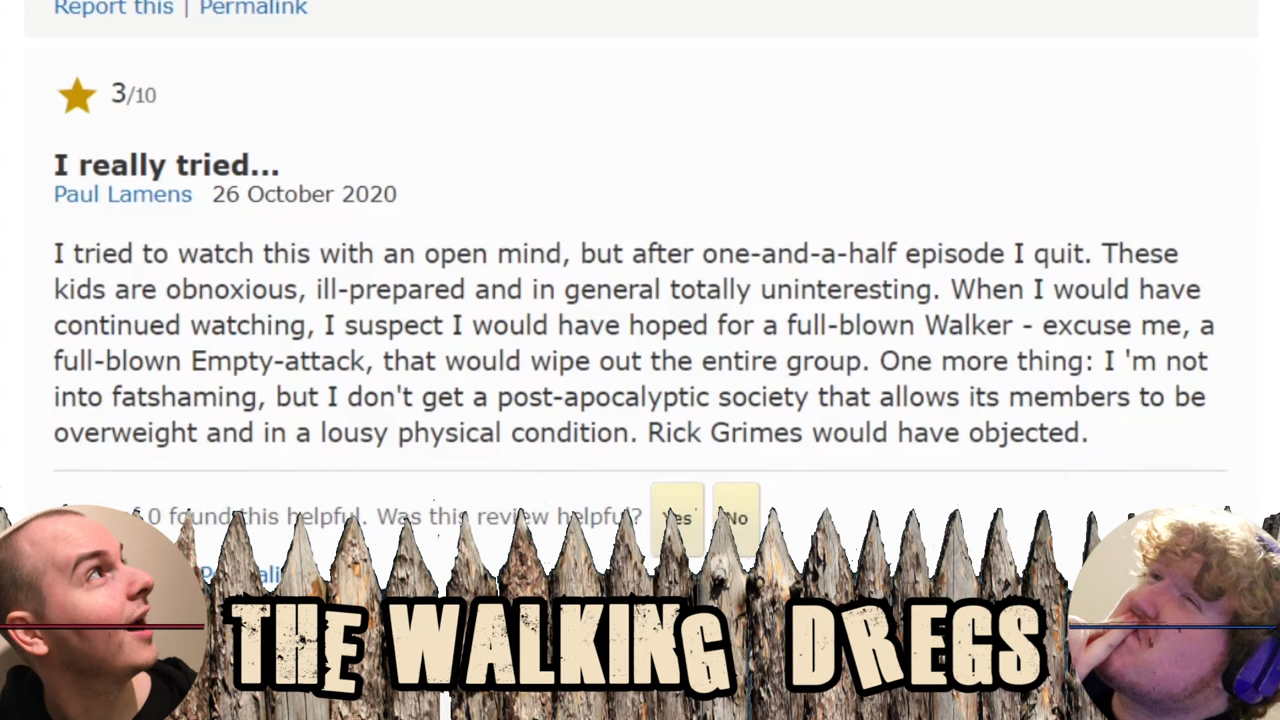 Report this | Permalink
3/10
I really tried...
Paul Lamens 26 October 2020
I tried to watch this with an open mind, but after one-and-a-half episode I quit. These
kids are obnoxious, ill-prepared and in general totally uninteresting. When I would have
continued watching, I suspect I would have hoped for a full-blown Walker - excuse me, a
full-blown Empty-attack, that would wipe out the entire group. One more thing: I 'm not
into fatshaming, but I don't get a post-apocalyptic society that allows its members to be
overweight and in a lousy physical condition. Rick Grimes would have objected.
0 found this helpful. Was this review helpful? Yes No
THE WALKING DREGS